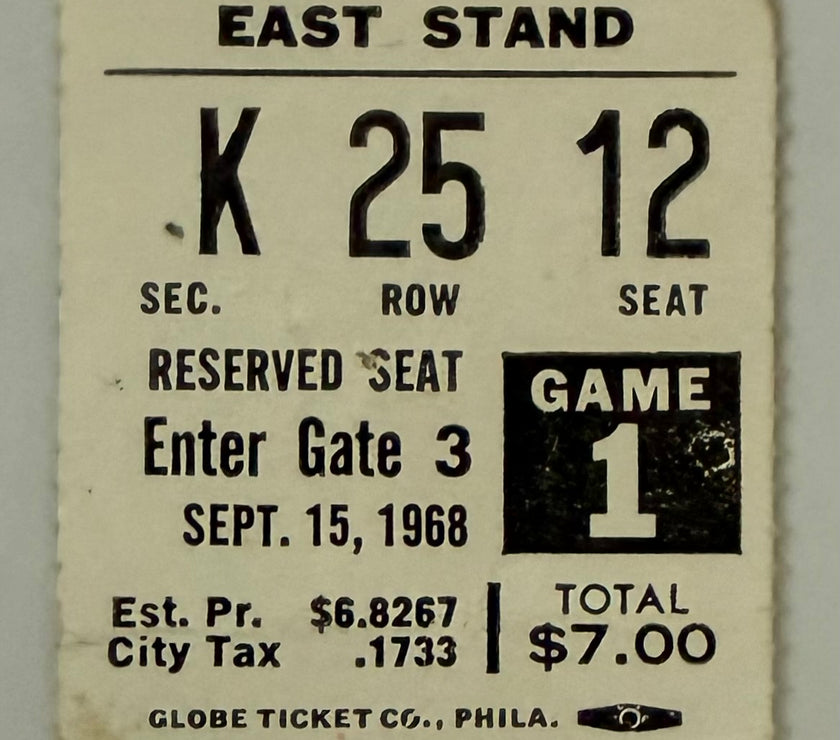 EAST STAND
K 25 12
SEC. ROW SEAT
RESERVED SEAT
Enter Gate 3
SEPT. 15, 1968
GAME
1
Est. Pr. $6.8267
City Tax .1733
TOTAL
$7.00
GLOBE TICKET CO., PHILA.